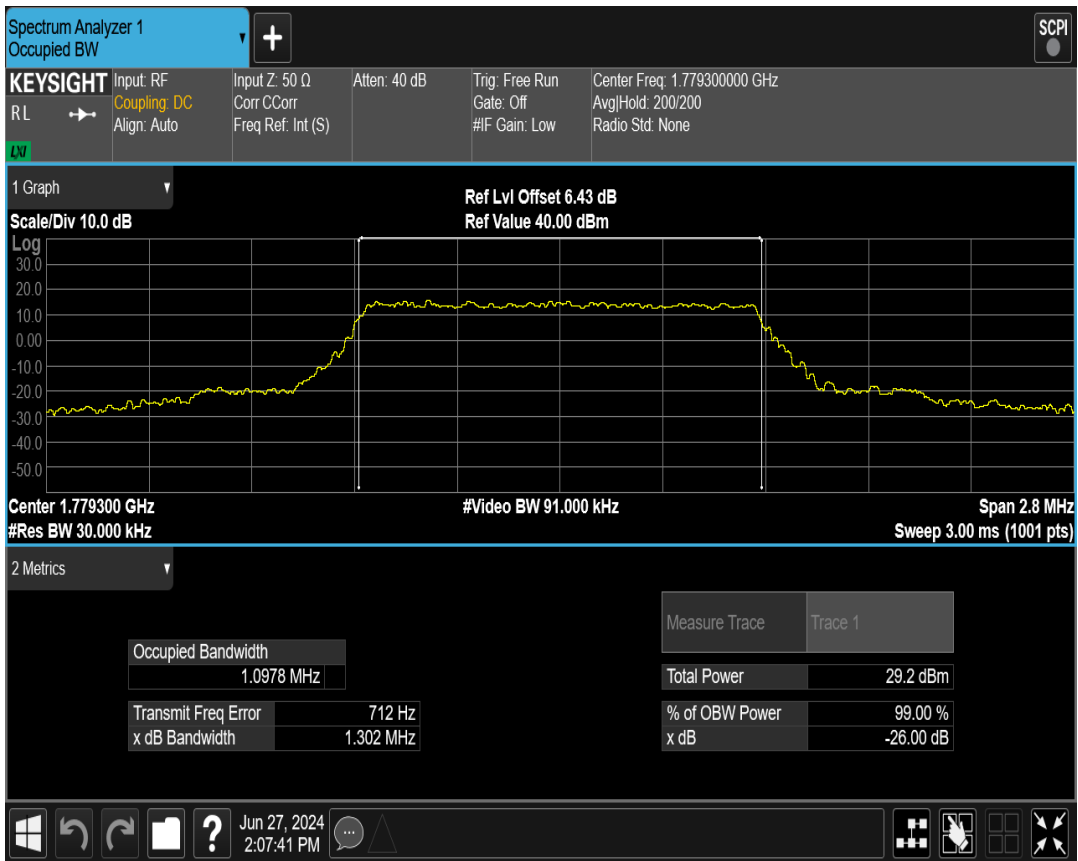 Spectrum Analyzer 1
Occupied BW
+
SCPI
KEYSIGHT
RL
LXI
Input: RF
Coupling: DC
Align: Auto
Input Z: 50 Ω
Corr CCorr
Freq Ref: Int (S)
Atten: 40 dB
Trig: Free Run
Gate: Off
#IF Gain: Low
Center Freq: 1.779300000 GHz
Avg|Hold: 200/200
Radio Std: None
1 Graph
Ref Lvl Offset 6.43 dB
Scale/Div 10.0 dB
Ref Value 40.00 dBm
Log
30.0
20.0
10.0
0.00
-10.0
-20.0
-30.0
-40.0
-50.0
Center 1.779300 GHz
#Video BW 91.000 kHz
Span 2.8 MHz
#Res BW 30.000 kHz
Sweep 3.00 ms (1001 pts)
2 Metrics
Measure Trace Trace 1
Occupied Bandwidth
1.0978 MHz
Total Power 29.2 dBm
Transmit Freq Error 712 Hz
% of OBW Power 99.00 %
x dB Bandwidth 1.302 MHz
x dB -26.00 dB
?
Jun 27, 2024
2:07:41 PM